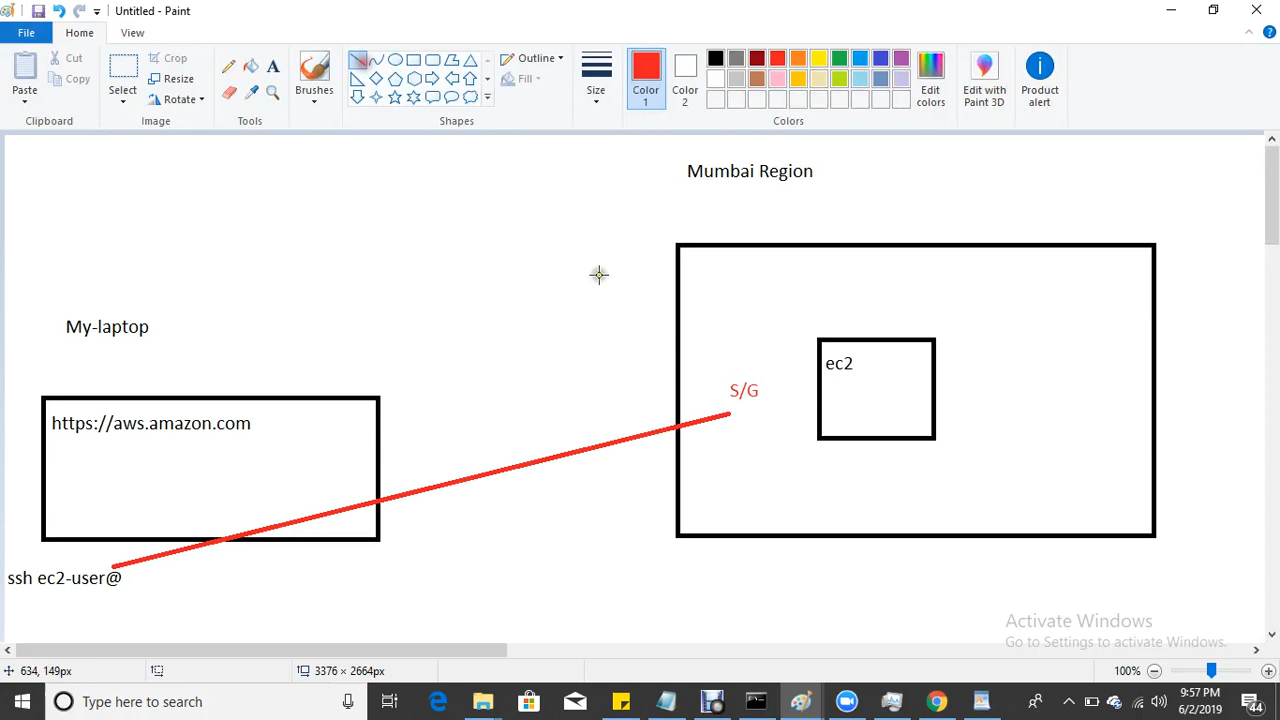 Untitled - Paint
File
Home
View
Paste
Cut
Copy
Clipboard
Select
Crop
Resize
Rotate
Image
A
Tools
Brushes
Shapes
Outline
Fill
Size
Color 1
Color 2
Colors
Edit colors
Edit with Paint 3D
Product alert
Mumbai Region
My-laptop
ec2
S/G
https://aws.amazon.com
ssh ec2-user@
Activate Windows
Go to Settings to activate Windows.
634, 149px
3376 × 2664px
100%
Type here to search
9:57 PM
6/2/2019
44